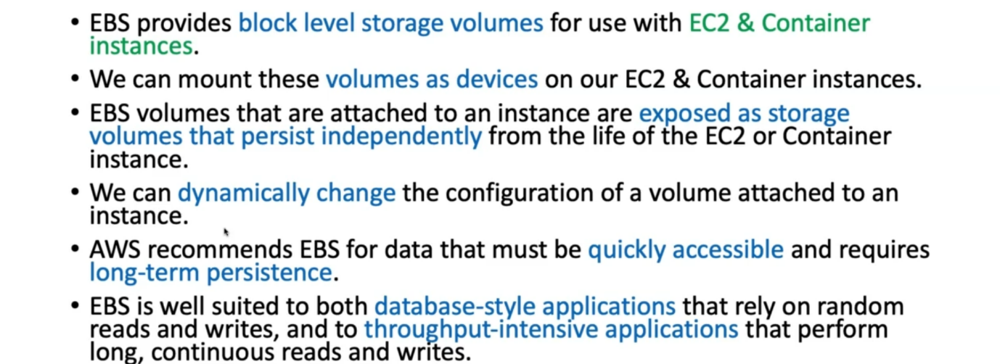 • EBS provides block level storage volumes for use with EC2 & Container
instances.
• We can mount these volumes as devices on our EC2 & Container instances.
• EBS volumes that are attached to an instance are exposed as storage
volumes that persist independently from the life of the EC2 or Container
instance.
• We can dynamically change the configuration of a volume attached to an
instance.
• AWS recommends EBS for data that must be quickly accessible and requires
long-term persistence.
• EBS is well suited to both database-style applications that rely on random
reads and writes, and to throughput-intensive applications that perform
long, continuous reads and writes.